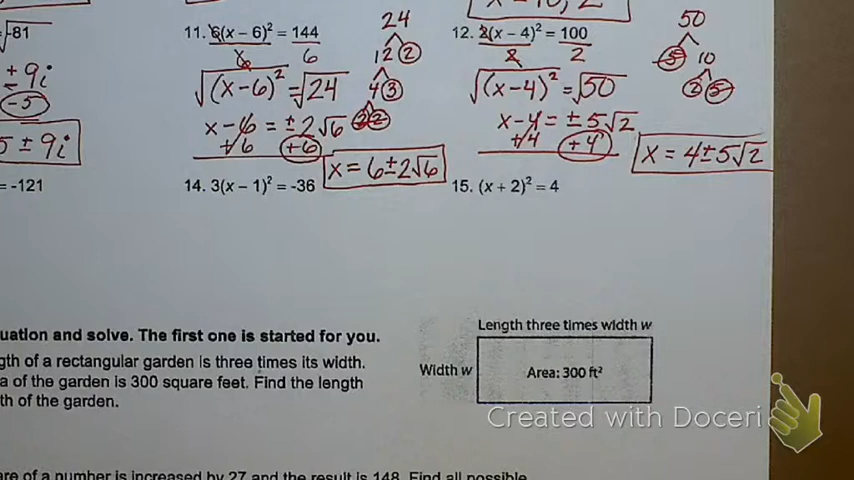 √-81
± 9i
-5
5 ± 9i
= -121
11. 6(x – 6)² = 144
6 6
√(x-6)² = √24
x-6 = ±2√6
+6 +6
x = 6±2√6
24
12 2
4 3
2 2
14. 3(x – 1)² = -36
12. 2(x – 4)² = 100
2 2
√(x-4)² = √50
x-4 = ±5√2
+4 +4
x = 4±5√2
50
5 10
2 5
15. (x + 2)² = 4
uation and solve. The first one is started for you.
gth of a rectangular garden is three times its width.
a of the garden is 300 square feet. Find the length
th of the garden.
Length three times width w
Width w
Area: 300 ft²
Created with Doceri
are of a number is increased by 27 and the result is 148. Find all possible